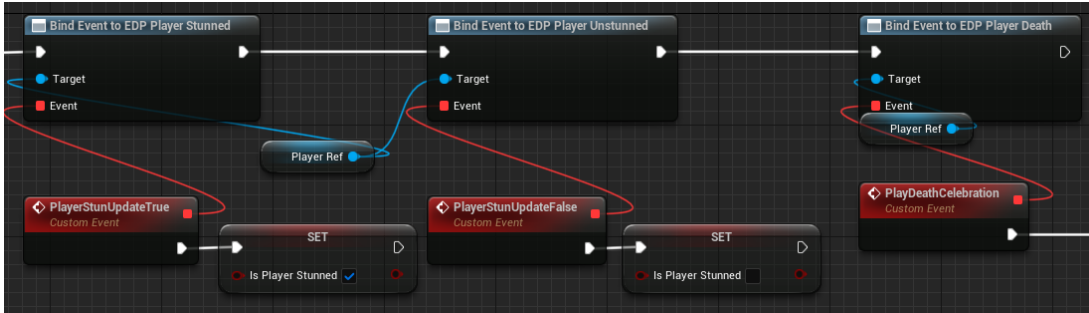 Bind Event to EDP Player Stunned
Target
Event
Bind Event to EDP Player Unstunned
Target
Event
Bind Event to EDP Player Death
Target
Event
Player Ref
Player Ref
PlayerStunUpdateTrue
Custom Event
SET
Is Player Stunned
PlayerStunUpdateFalse
Custom Event
SET
Is Player Stunned
PlayDeathCelebration
Custom Event